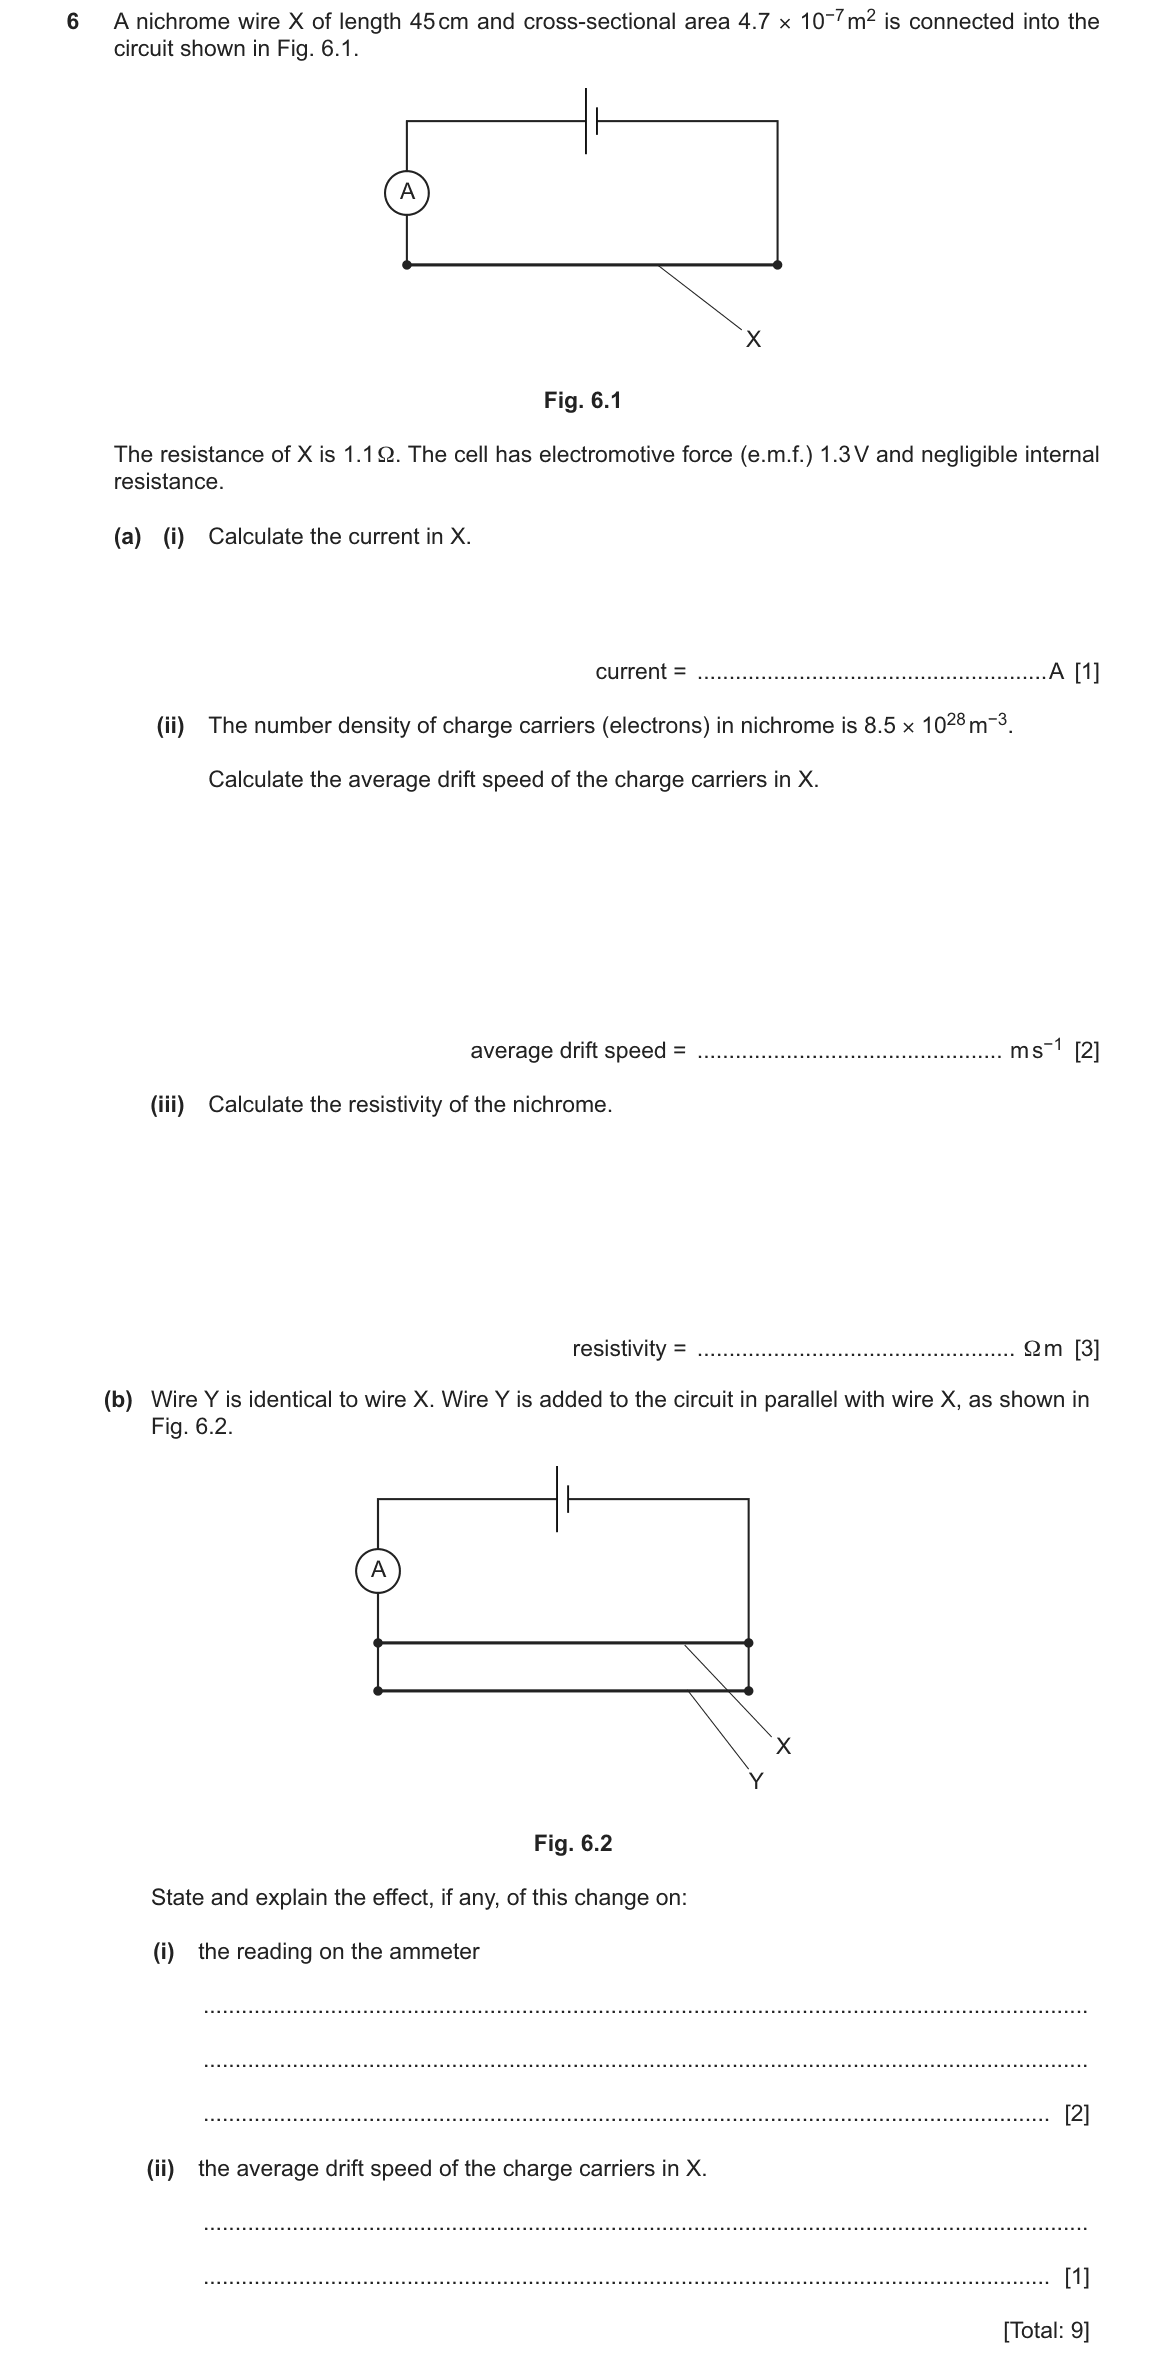 6 A nichrome wire X of length 45 cm and cross-sectional area 4.7 × 10⁻⁷ m² is connected into the
circuit shown in Fig. 6.1.
A
X
Fig. 6.1
The resistance of X is 1.1 Ω. The cell has electromotive force (e.m.f.) 1.3 V and negligible internal
resistance.
(a) (i) Calculate the current in X.
current = ....................................................... A [1]
(ii) The number density of charge carriers (electrons) in nichrome is 8.5 × 10²⁸ m⁻³.
Calculate the average drift speed of the charge carriers in X.
average drift speed = ................................................ m s⁻¹ [2]
(iii) Calculate the resistivity of the nichrome.
resistivity = .................................................. Ω m [3]
(b) Wire Y is identical to wire X. Wire Y is added to the circuit in parallel with wire X, as shown in
Fig. 6.2.
A
X
Y
Fig. 6.2
State and explain the effect, if any, of this change on:
(i) the reading on the ammeter
...........................................................................................................................................
...........................................................................................................................................
..................................................................................................................................... [2]
(ii) the average drift speed of the charge carriers in X.
...........................................................................................................................................
..................................................................................................................................... [1]
[Total: 9]